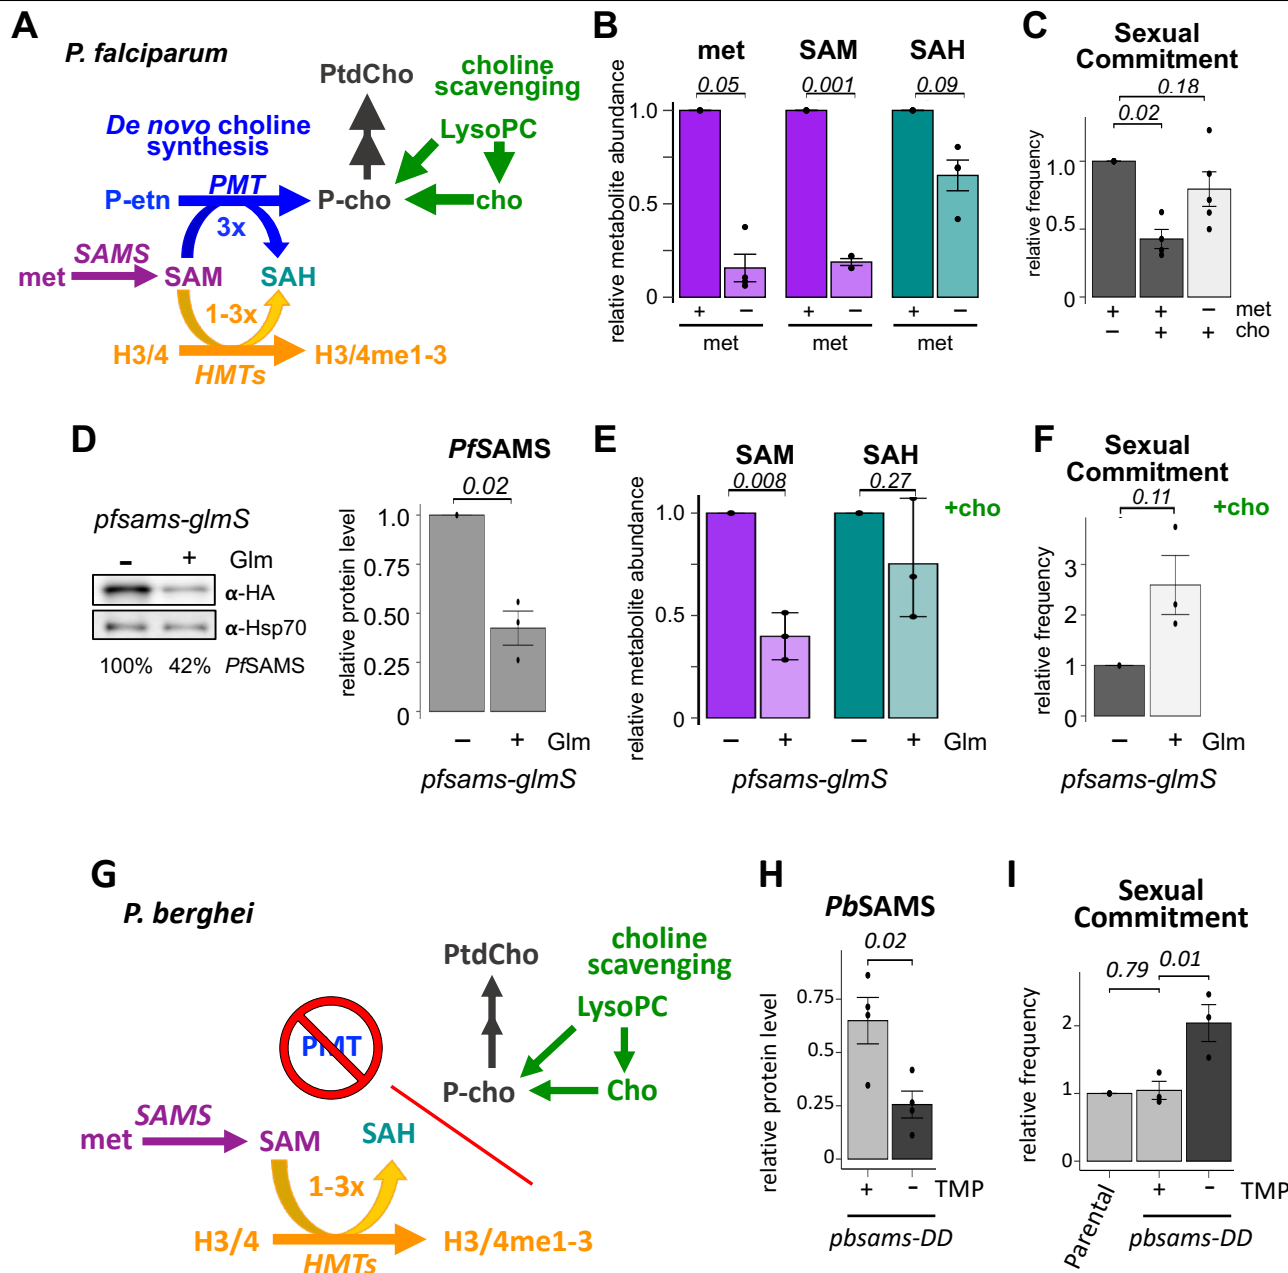 A
P. falciparum
PtdCho
choline
scavenging
LysoPC
De novo choline
synthesis
PMT
P-etn
P-cho
cho
3x
SAMS
met
SAM
SAH
1-3x
H3/4
H3/4me1-3
HMTs
B
met
SAM
SAH
0.05
0.001
0.09
relative metabolite abundance
1.0
0.5
0
+ −
+ −
+ −
met
met
met
C
Sexual
Commitment
0.18
0.02
relative frequency
1.0
0.5
0
+ + − met
− + + cho
D
pfsams-glmS
− + Glm
α-HA
α-Hsp70
100% 42% PfSAMS
PfSAMS
0.02
relative protein level
1.0
0.75
0.50
0.25
0
− + Glm
pfsams-glmS
E
SAM
SAH
0.008
0.27
+cho
relative metabolite abundance
1.0
0.5
0
− + − + Glm
pfsams-glmS
F
Sexual
Commitment
0.11
+cho
relative frequency
3
2
1
0
− + Glm
pfsams-glmS
G
P. berghei
PtdCho
choline
scavenging
LysoPC
PMT
P-cho
Cho
SAMS
met
SAM
SAH
1-3x
H3/4
H3/4me1-3
HMTs
H
PbSAMS
0.02
relative protein level
0.75
0.5
0.25
0
+ − TMP
pbsams-DD
I
Sexual
Commitment
0.79
0.01
relative frequency
2
1
0
Parental
+ − TMP
pbsams-DD